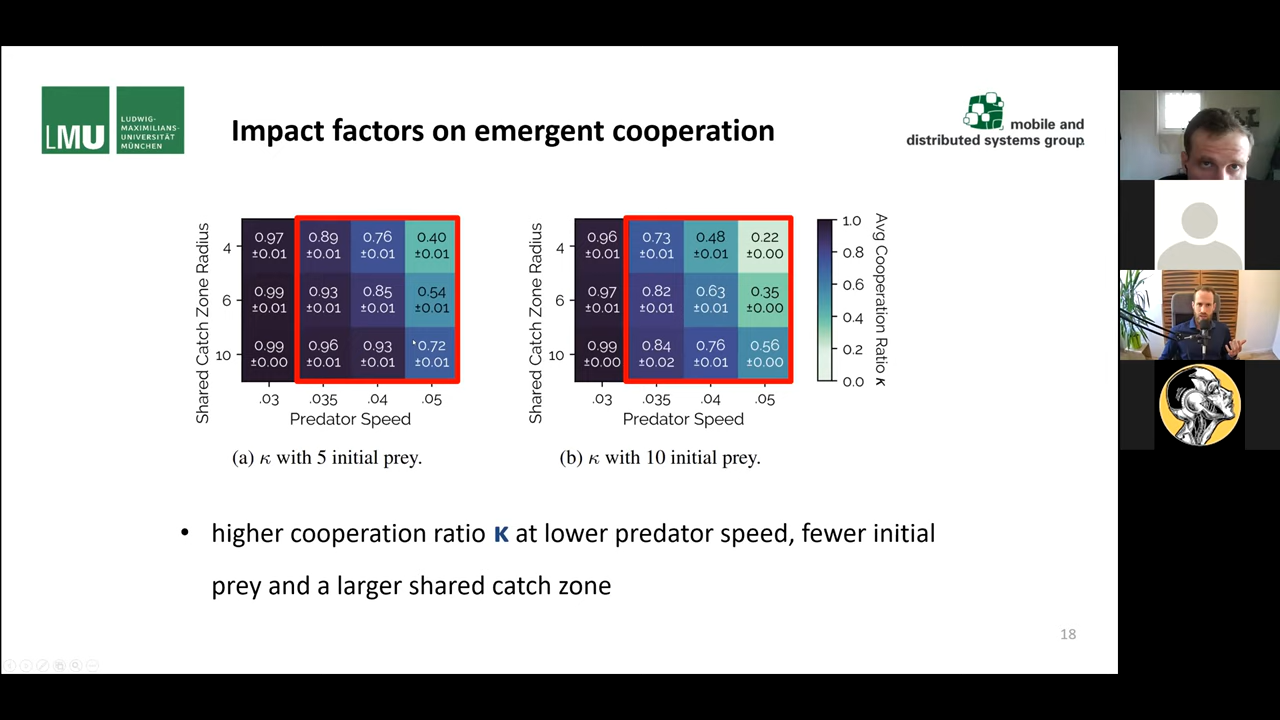 LMU
LUDWIG-
MAXIMILIANS-
UNIVERSITÄT
MÜNCHEN
Impact factors on emergent cooperation
mobile and
distributed systems group
Shared Catch Zone Radius
4
6
10
0.97 0.89 0.76 0.40
±0.01 ±0.01 ±0.01 ±0.01
0.99 0.93 0.85 0.54
±0.01 ±0.01 ±0.01 ±0.01
0.99 0.96 0.93 0.72
±0.00 ±0.01 ±0.01 ±0.01
.03 .035 .04 .05
Predator Speed
(a) κ with 5 initial prey.
Shared Catch Zone Radius
4
6
10
0.96 0.73 0.48 0.22
±0.01 ±0.01 ±0.01 ±0.00
0.97 0.82 0.63 0.35
±0.01 ±0.01 ±0.01 ±0.00
0.99 0.84 0.76 0.56
±0.00 ±0.02 ±0.01 ±0.00
.03 .035 .04 .05
Predator Speed
(b) κ with 10 initial prey.
1.0
0.8
0.6
0.4
0.2
0.0
Avg Cooperation Ratio κ
• higher cooperation ratio κ at lower predator speed, fewer initial
prey and a larger shared catch zone
18